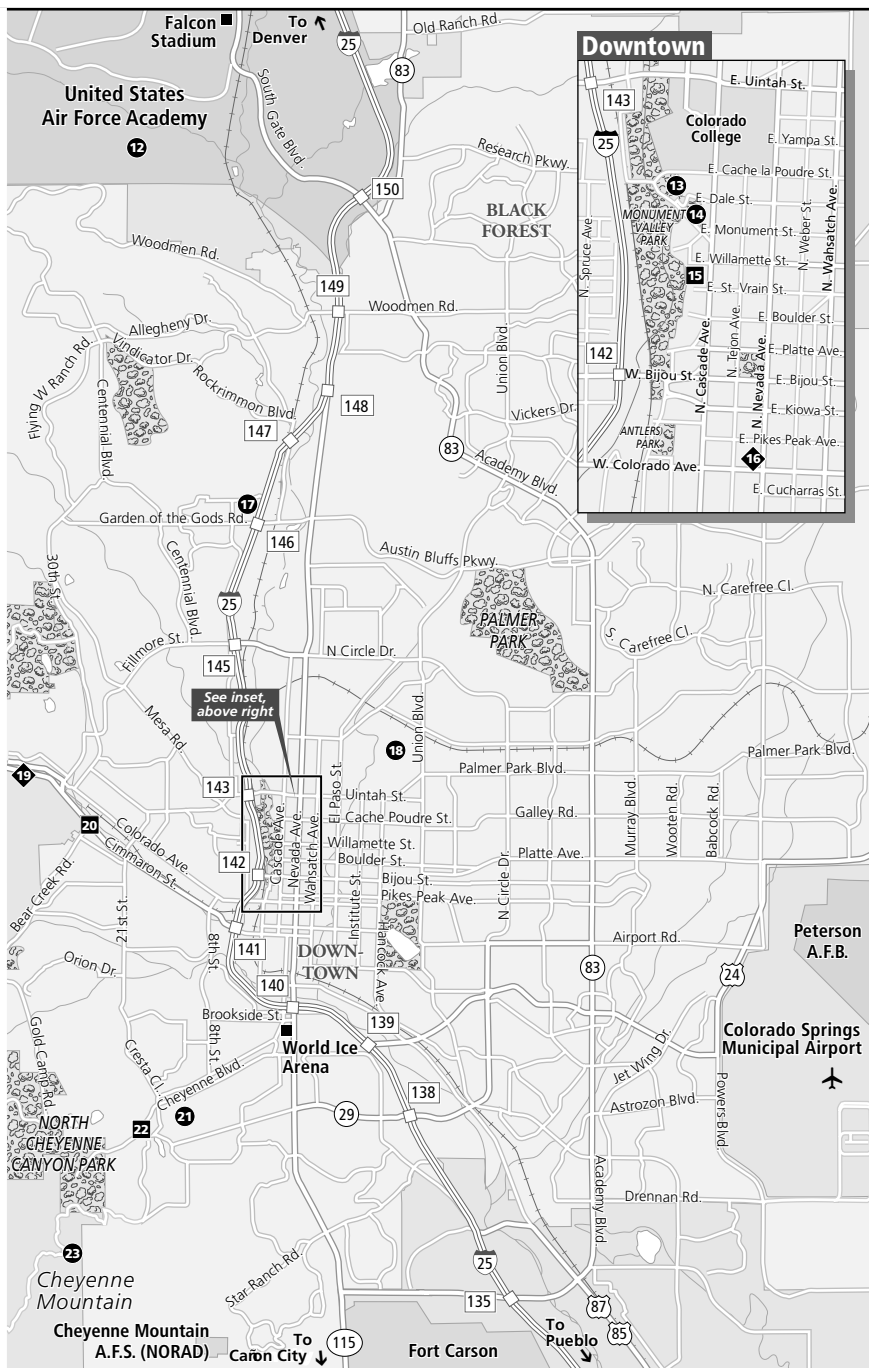 Falcon
Stadium
To
Denver
25
Old Ranch Rd.
83
United States
Air Force Academy
12
South Gate Blvd.
150
Research Pkwy.
BLACK
FOREST
Woodmen Rd.
149
Woodmen Rd.
Allegheny Dr.
Vindicator Dr.
Flying W Ranch Rd.
Centennial Blvd.
Rockrimmon Blvd.
148
147
Union Blvd.
Vickers Dr.
83
Academy Blvd.
17
Garden of the Gods Rd.
146
Austin Bluffs Pkwy.
30th St.
Centennial Blvd.
25
N. Carefree Cl.
PALMER
PARK
S. Carefree Cl.
Fillmore St.
145
N Circle Dr.
See inset,
above right
Mesa Rd.
Union Blvd.
18
Palmer Park Blvd.
19
143
El Paso St.
Palmer Park Blvd.
Uintah St.
Cascade Ave.
Nevada Ave.
Wahsatch Ave.
Cache Poudre St.
Galley Rd.
Murray Blvd.
Wooten Rd.
Babcock Rd.
20
Colorado Ave.
Cimmaron St.
142
Willamette St.
Boulder St.
Platte Ave.
Bijou St.
Pikes Peak Ave.
N Circle Dr.
Bear Creek Rd.
21st St.
8th St.
Institute St.
Hancock Ave.
141
DOWN-
TOWN
Airport Rd.
Peterson
A.F.B.
83
24
Orion Dr.
140
Brookside St.
139
Gold Camp Rd.
Cresta Cl.
8th St.
World Ice
Arena
Colorado Springs
Municipal Airport
Jet Wing Dr.
Cheyenne Blvd.
138
29
Astrozon Blvd.
Powers Blvd.
21
22
NORTH
CHEYENNE
CANYON PARK
Academy Blvd.
Drennan Rd.
23
Cheyenne
Mountain
Star Ranch Rd.
25
135
87
85
Cheyenne Mountain
A.F.S. (NORAD)
To
Cañon City
115
Fort Carson
To
Pueblo
Downtown
E. Uintah St.
143
25
Colorado
College
E. Yampa St.
E. Cache la Poudre St.
13
E. Dale St.
14
MONUMENT
VALLEY
PARK
E. Monument St.
N. Spruce Ave.
N. Weber St.
N. Wahsatch Ave.
E. Willamette St.
15
E. St. Vrain St.
E. Boulder St.
142
N. Cascade Ave.
N. Tejon Ave.
N. Nevada Ave.
E. Platte Ave.
W. Bijou St.
E. Bijou St.
E. Kiowa St.
ANTLERS
PARK
E. Pikes Peak Ave.
16
W. Colorado Ave.
E. Cucharras St.